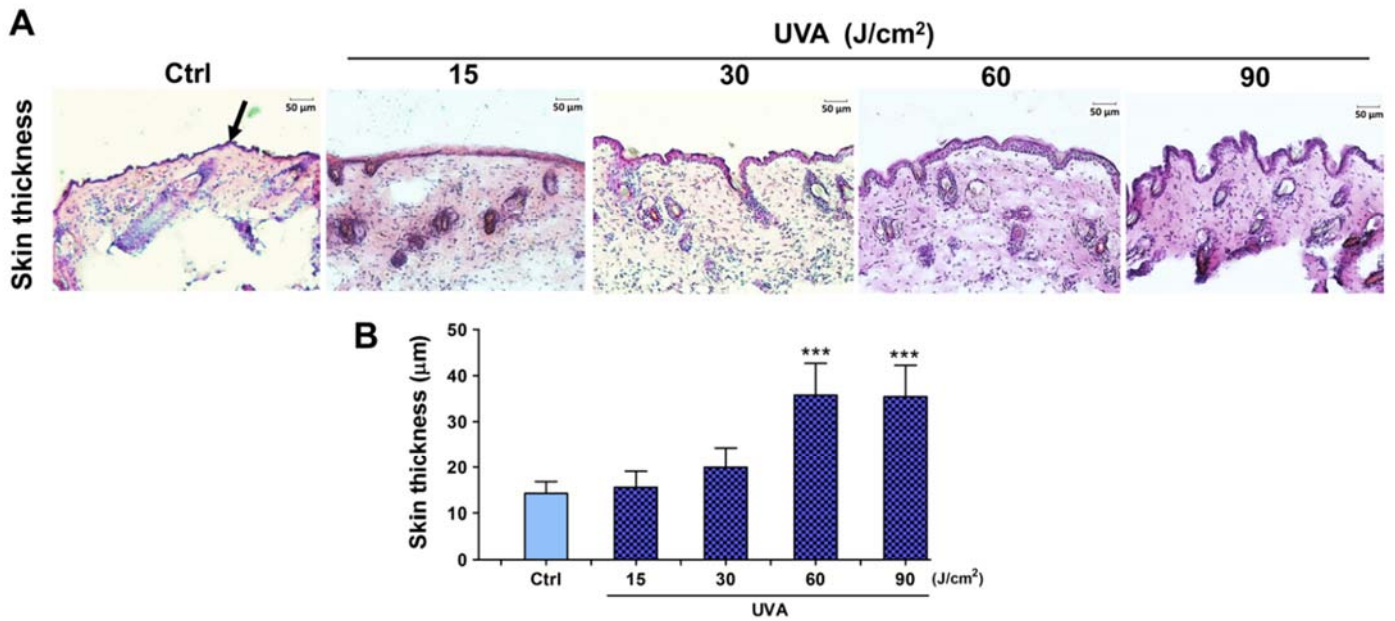 A
UVA (J/cm²)
Ctrl 15 30 60 90
Skin thickness
50 µm 50 µm 50 µm 50 µm 50 µm
B
Skin thickness (µm)
50
40
30
20
10
0
*** ***
Ctrl 15 30 60 90 (J/cm²)
UVA